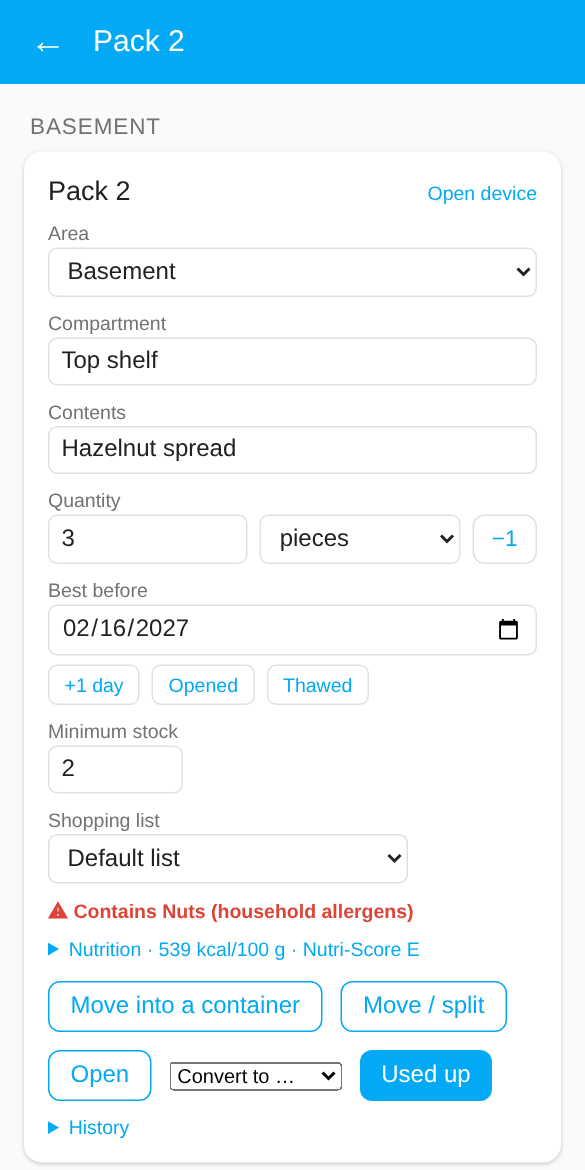 ← Pack 2
BASEMENT
Pack 2 Open device
Area
Basement
Compartment
Top shelf
Contents
Hazelnut spread
Quantity
3 pieces −1
Best before
02/16/2027
+1 day Opened Thawed
Minimum stock
2
Shopping list
Default list
Contains Nuts (household allergens)
Nutrition · 539 kcal/100 g · Nutri-Score E
Move into a container Move / split
Open Convert to … Used up
History